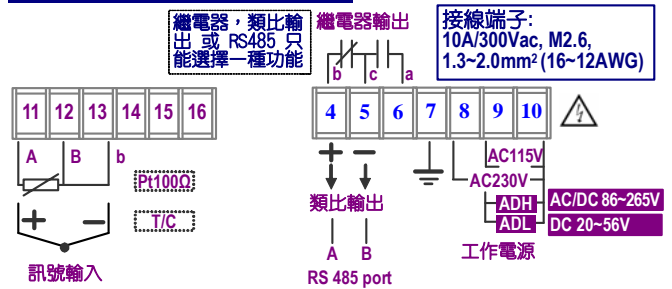 繼電器，類比輸
出 或 RS485 只
能選擇一種功能
繼電器輸出
接線端子:
10A/300Vac, M2.6,
1.3~2.0mm² (16~12AWG)
b c a
11 12 13 14 15 16
4 5 6 7 8 9 10
A B b
Pt100Ω
T/C
訊號輸入
類比輸出
A B
RS 485 port
AC115V
AC230V
ADH AC/DC 86~265V
ADL DC 20~56V
工作電源